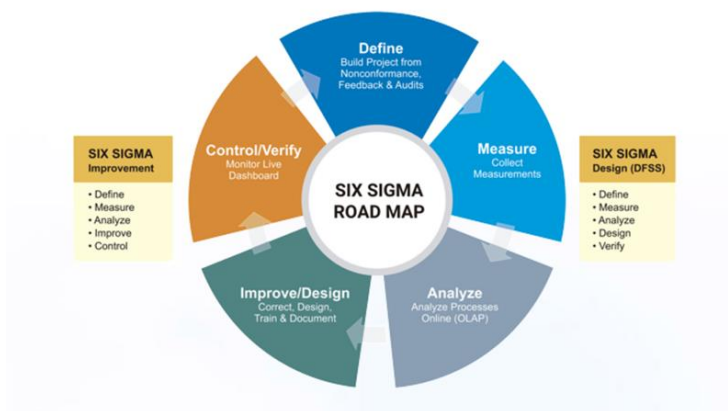 Define
Build Project from
Nonconformance,
Feedback & Audits
Measure
Collect
Measurements
Analyze
Analyze Processes
Online (OLAP)
Improve/Design
Correct, Design,
Train & Document
Control/Verify
Monitor Live
Dashboard
SIX SIGMA
ROAD MAP
SIX SIGMA
Improvement
• Define
• Measure
• Analyze
• Improve
• Control
SIX SIGMA
Design (DFSS)
• Define
• Measure
• Analyze
• Design
• Verify